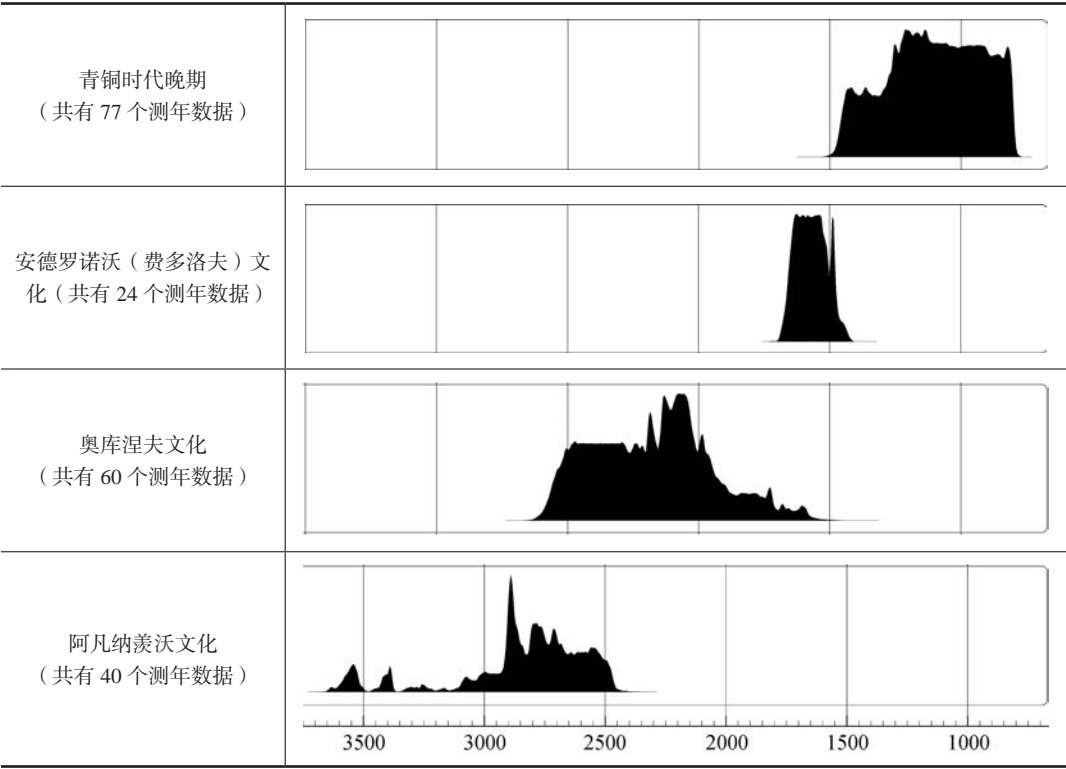 青铜时代晚期
（共有 77 个测年数据）
安德罗诺沃（费多洛夫）文
化（共有 24 个测年数据）
奥库涅夫文化
（共有 60 个测年数据）
阿凡纳羡沃文化
（共有 40 个测年数据）
3500 3000 2500 2000 1500 1000